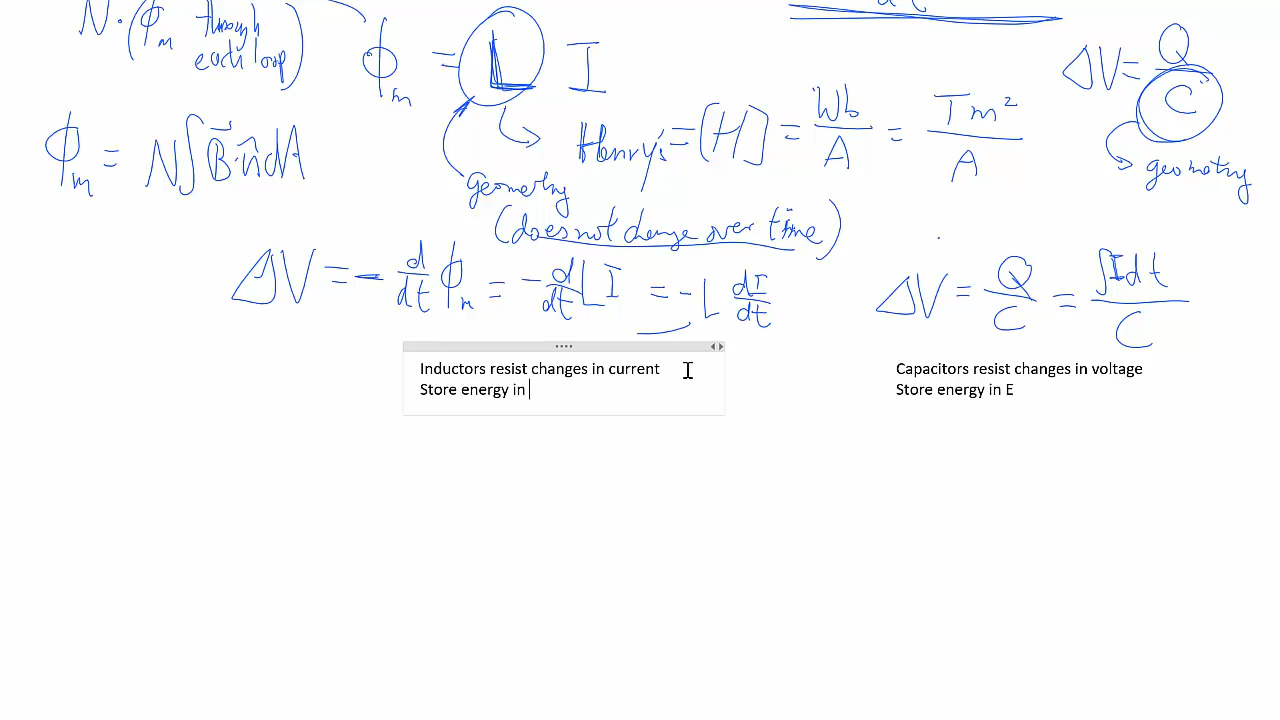 N · (ϕm through each loop)
ϕm = L I
ΔV = Q / C
geometry
Henry's = [H] = Wb / A = T m² / A
ϕm = N ∫ B⃗ · n̂ dA
geometry
(does not change over time)
ΔV = - d/dt ϕm = - d/dt L I = - L dI/dt
ΔV = Q / C = ∫ I dt / C
Inductors resist changes in current
Store energy in
Capacitors resist changes in voltage
Store energy in E